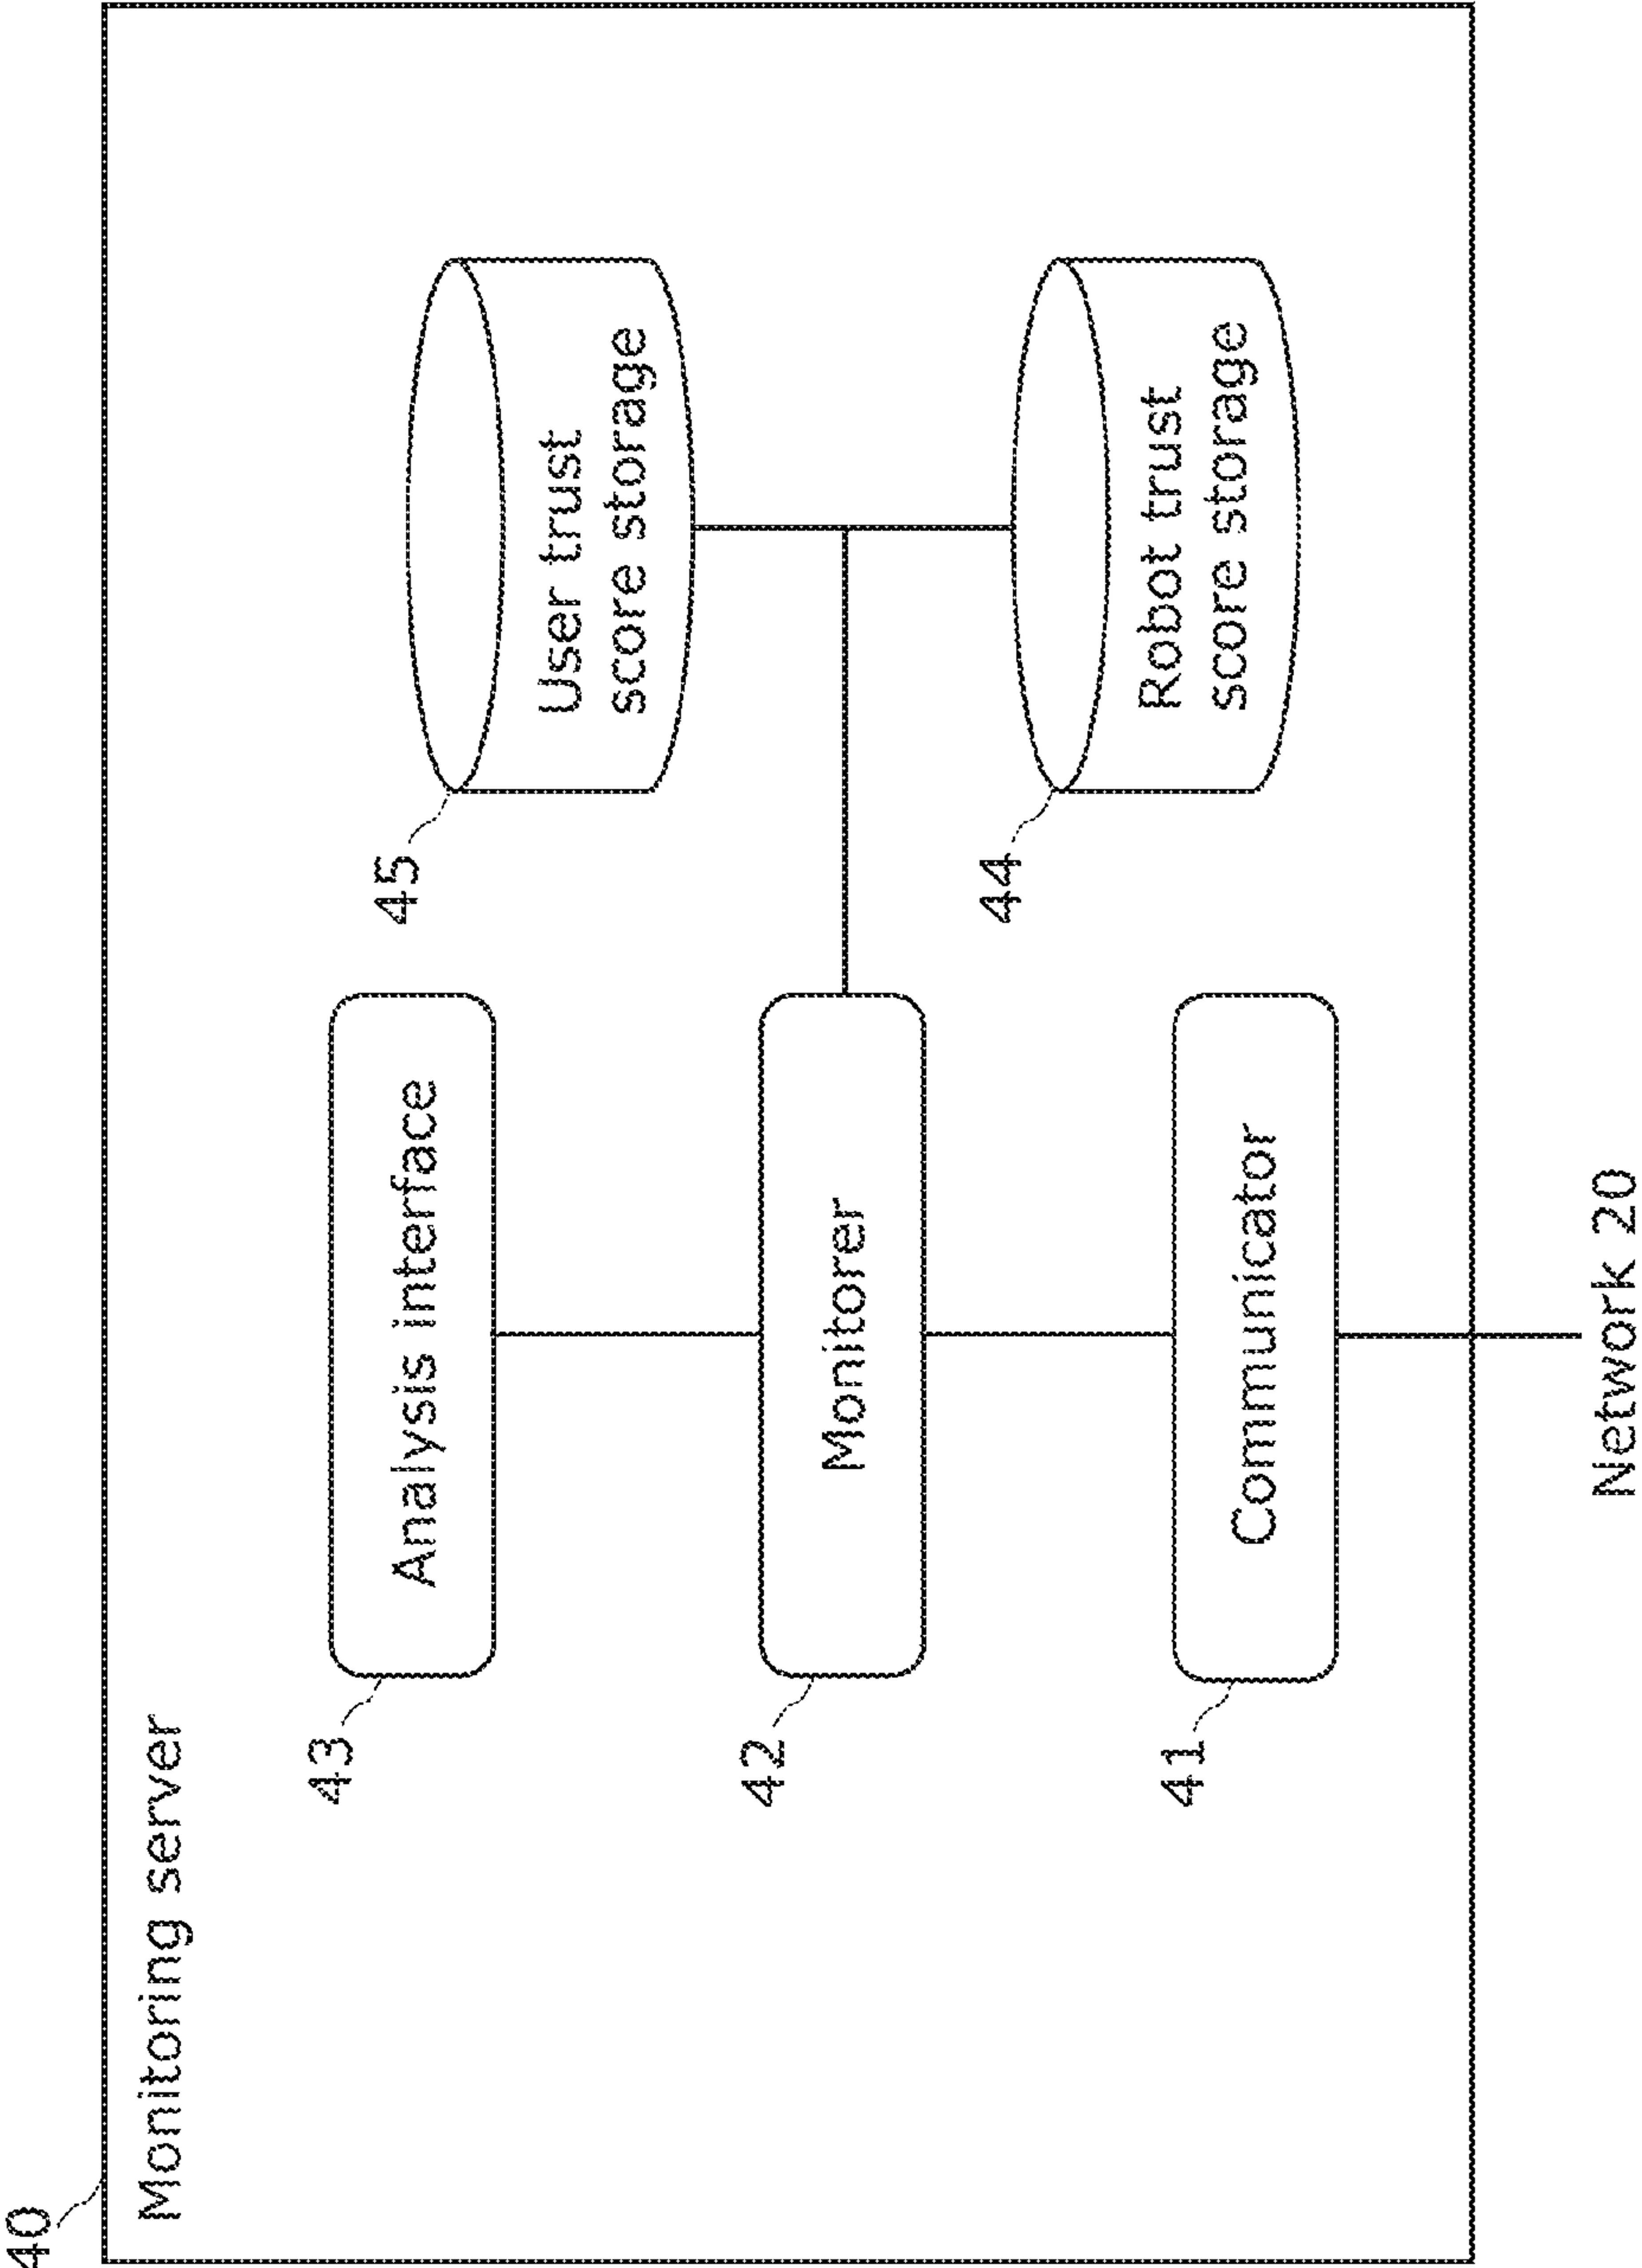 40
Monitoring server
43
Analysis interface
45
User trust
score storage
42
Monitorer
44
Robot trust
score storage
41
Communicator
Network 20